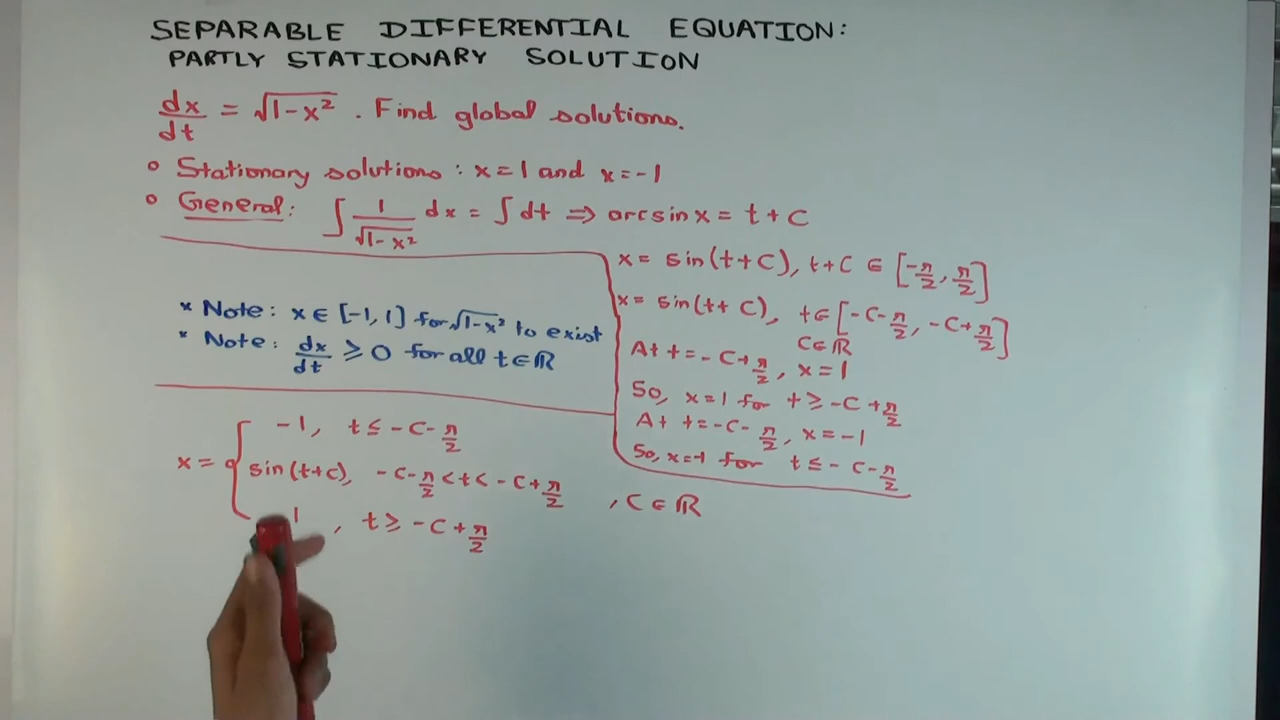 SEPARABLE DIFFERENTIAL EQUATION:
PARTLY STATIONARY SOLUTION
dx/dt = √(1-x²) . Find global solutions.
∘ Stationary solutions : x=1 and x=-1
∘ General: ∫ 1/√(1-x²) dx = ∫ dt ⇒ arcsin x = t + C
x = sin(t+C), t+C ∈ [-π/2, π/2]
x = sin(t+C), t ∈ [-C-π/2, -C+π/2]
C∈ℝ
At t=-C+π/2, x=1
So, x=1 for t ≥ -C+π/2
At t=-C-π/2, x=-1
So, x=-1 for t ≤ -C-π/2
* Note: x ∈ [-1,1] for √(1-x²) to exist
* Note: dx/dt ≥ 0 for all t∈ℝ
x = { -1, t ≤ -C-π/2
sin(t+C), -C-π/2 < t < -C+π/2 , C ∈ ℝ
1 , t ≥ -C+π/2